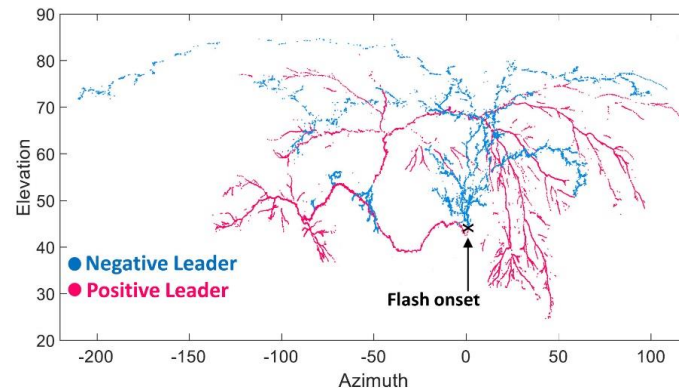 90
80
70
60
50
40
30
20
Elevation
Negative Leader
Positive Leader
Flash onset
-200 -150 -100 -50 0 50 100
Azimuth